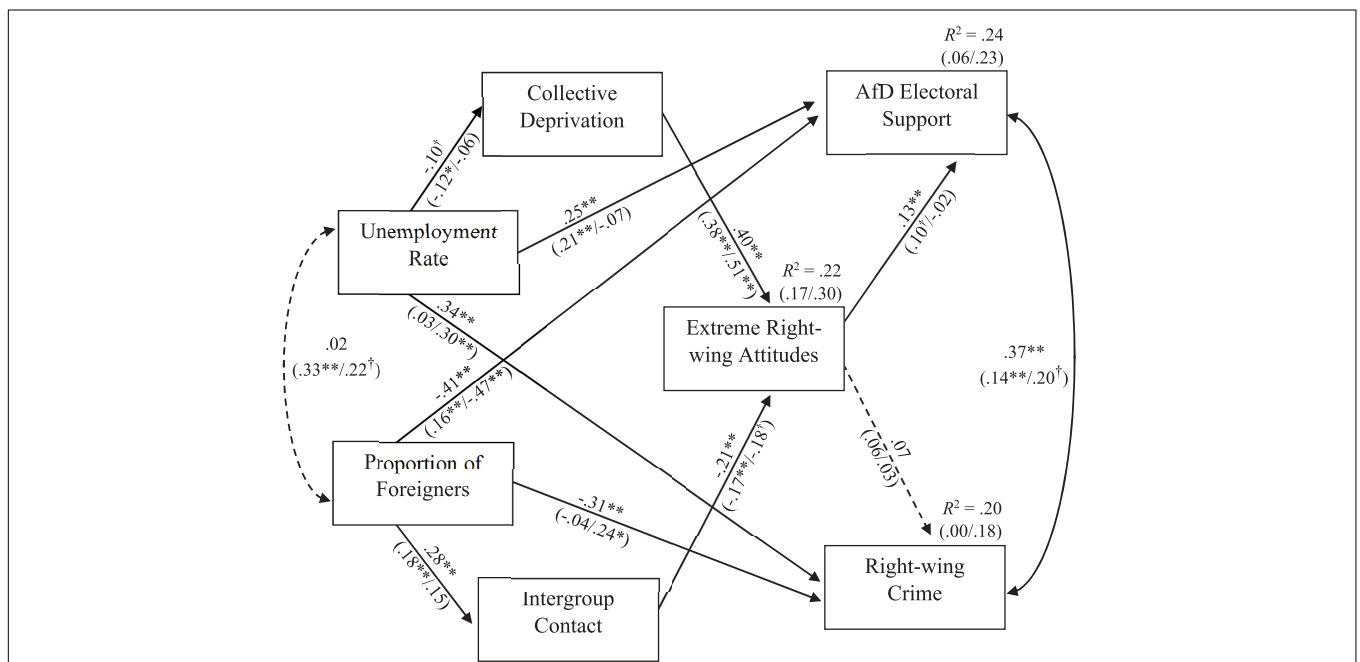 R² = .24
(.06/.23)
Collective
Deprivation
AfD Electoral
Support
-.10†
(-.12*/-.06)
.25**
(.21**/-.07)
.40**
(.38**/.51**)
.13**
(.10†/-.02)
Unemployment
Rate
R² = .22
(.17/.30)
.34**
(.03/.30**)
Extreme Right-
wing Attitudes
.02
(.33**/.22†)
.37**
(.14**/.20†)
-.41**
(.16**/-.47**)
-.21**
(-.17**/-.18†)
.07
(.06/.03)
Proportion of
Foreigners
-.31**
(-.04/.24*)
R² = .20
(.00/.18)
.28**
(.18**/.15)
Right-wing
Crime
Intergroup
Contact